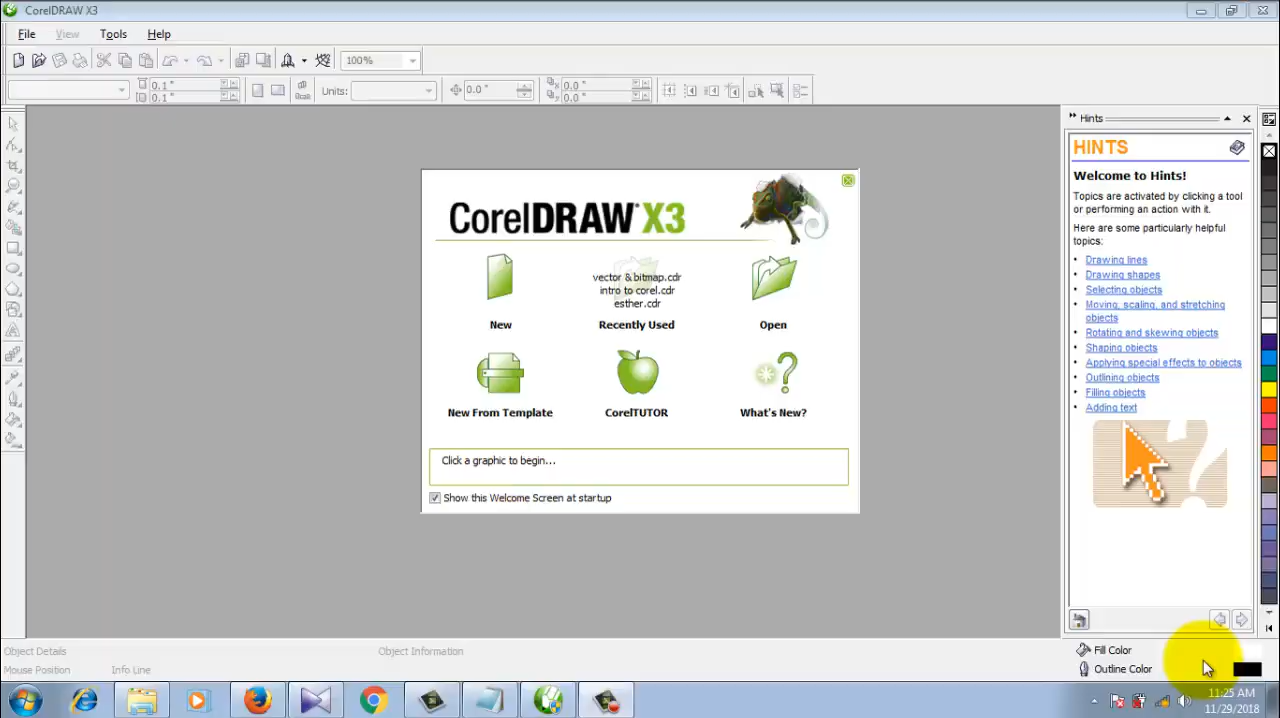 CorelDRAW X3
File View Tools Help
100%
0.1 "
0.1 "
Units:
0.0 "
0.0 "
0.0 "
Hints
HINTS
Welcome to Hints!
Topics are activated by clicking a tool
or performing an action with it.
Here are some particularly helpful
topics:
• Drawing lines
• Drawing shapes
• Selecting objects
• Moving, scaling, and stretching
objects
• Rotating and skewing objects
• Shaping objects
• Applying special effects to objects
• Outlining objects
• Filling objects
• Adding text
CorelDRAW® X3
vector & bitmap.cdr
intro to corel.cdr
esther.cdr
New
Recently Used
Open
New From Template
CorelTUTOR
What's New?
Click a graphic to begin...
Show this Welcome Screen at startup
Object Details
Object Information
Mouse Position
Info Line
Fill Color
Outline Color
11:25 AM
11/29/2018